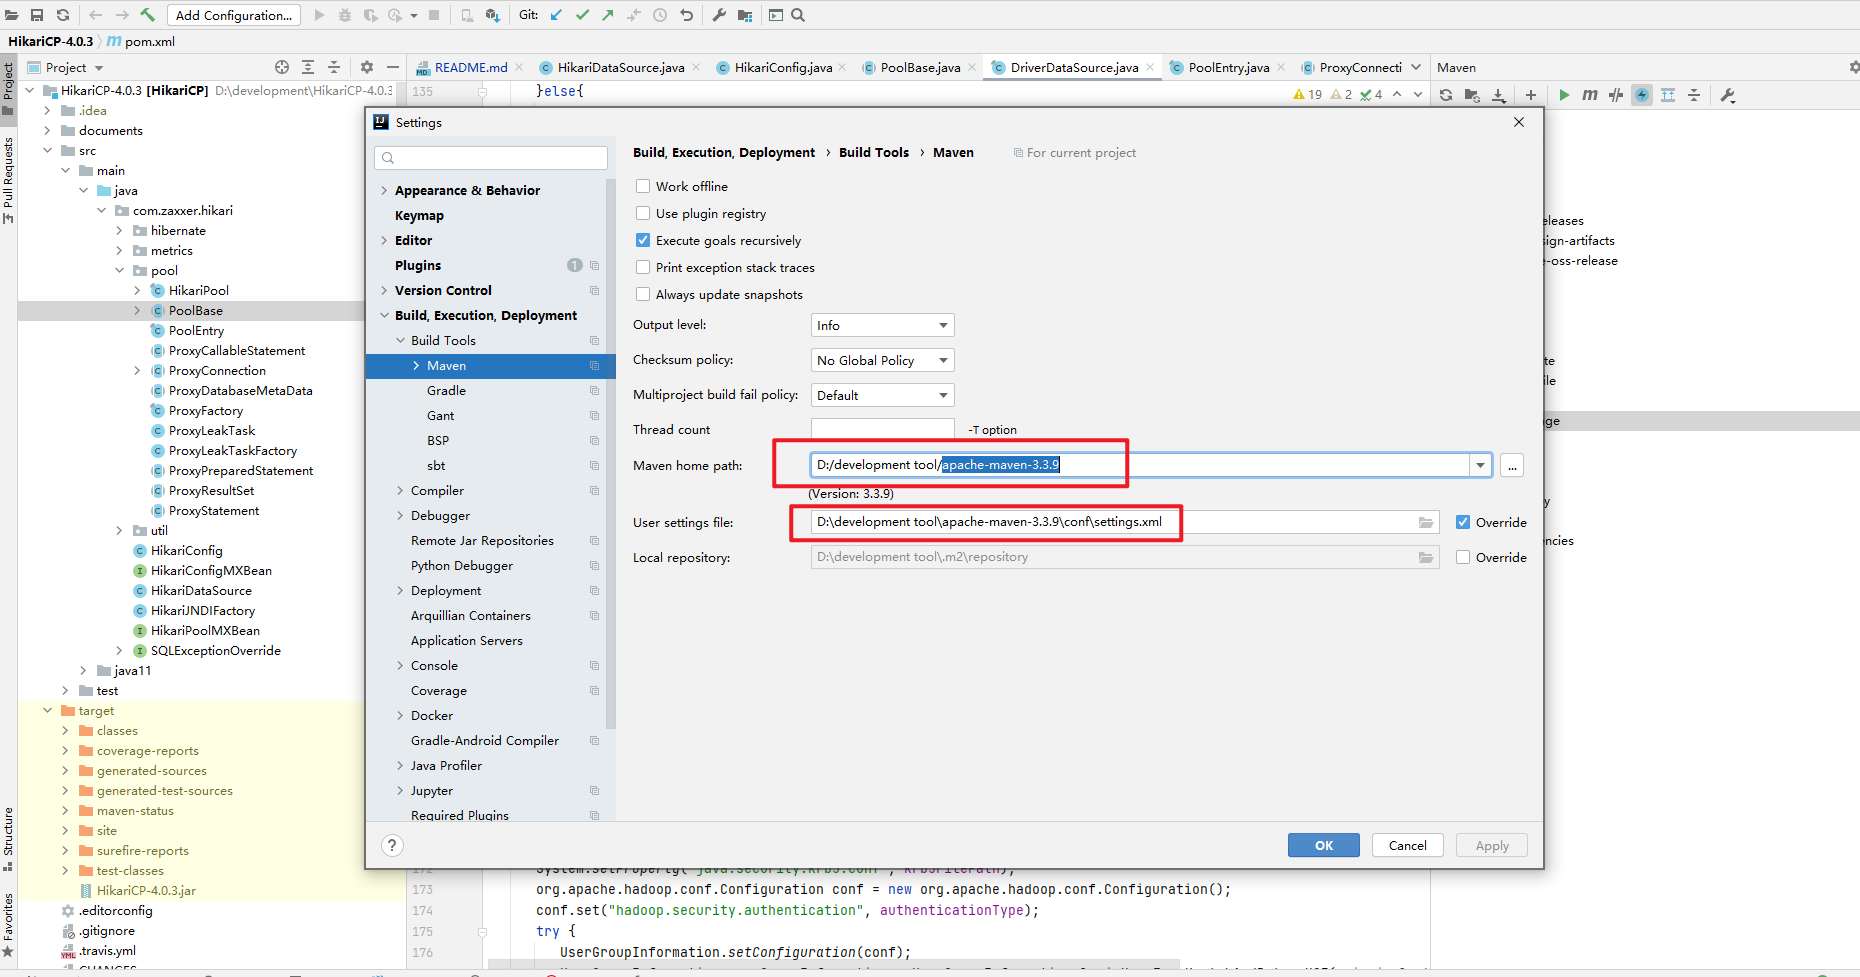 Add Configuration...
Git:
HikariCP-4.0.3 pom.xml
Project
README.md
HikariDataSource.java
HikariConfig.java
PoolBase.java
DriverDataSource.java
PoolEntry.java
ProxyConnecti
Maven
Project
Pull Requests
Structure
Favorites
HikariCP-4.0.3 [HikariCP] D:\development\HikariCP-4.0.3
.idea
documents
src
main
java
com.zaxxer.hikari
hibernate
metrics
pool
HikariPool
PoolBase
PoolEntry
ProxyCallableStatement
ProxyConnection
ProxyDatabaseMetaData
ProxyFactory
ProxyLeakTask
ProxyLeakTaskFactory
ProxyPreparedStatement
ProxyResultSet
ProxyStatement
util
HikariConfig
HikariConfigMXBean
HikariDataSource
HikariJNDIFactory
HikariPoolMXBean
SQLExceptionOverride
java11
test
target
classes
coverage-reports
generated-sources
generated-test-sources
maven-status
site
surefire-reports
test-classes
HikariCP-4.0.3.jar
.editorconfig
.gitignore
.travis.yml
135 }else{
19 2 4
Settings
Appearance & Behavior
Keymap
Editor
Plugins 1
Version Control
Build, Execution, Deployment
Build Tools
Maven
Gradle
Gant
BSP
sbt
Compiler
Debugger
Remote Jar Repositories
Python Debugger
Deployment
Arquillian Containers
Application Servers
Console
Coverage
Docker
Gradle-Android Compiler
Java Profiler
Jupyter
Required Plugins
Build, Execution, Deployment › Build Tools › Maven For current project
Work offline
Use plugin registry
Execute goals recursively
Print exception stack traces
Always update snapshots
Output level: Info
Checksum policy: No Global Policy
Multiproject build fail policy: Default
Thread count -T option
Maven home path: D:/development tool/apache-maven-3.3.9 ...
(Version: 3.3.9)
User settings file: D:\development tool\apache-maven-3.3.9\conf\settings.xml Override
Local repository: D:\development tool\.m2\repository Override
? OK Cancel Apply
eleases
ign-artifacts
-oss-release
te
ile
ge
y
encies
173 org.apache.hadoop.conf.Configuration conf = new org.apache.hadoop.conf.Configuration();
174 conf.set("hadoop.security.authentication", authenticationType);
175 try {
176 UserGroupInformation.setConfiguration(conf);